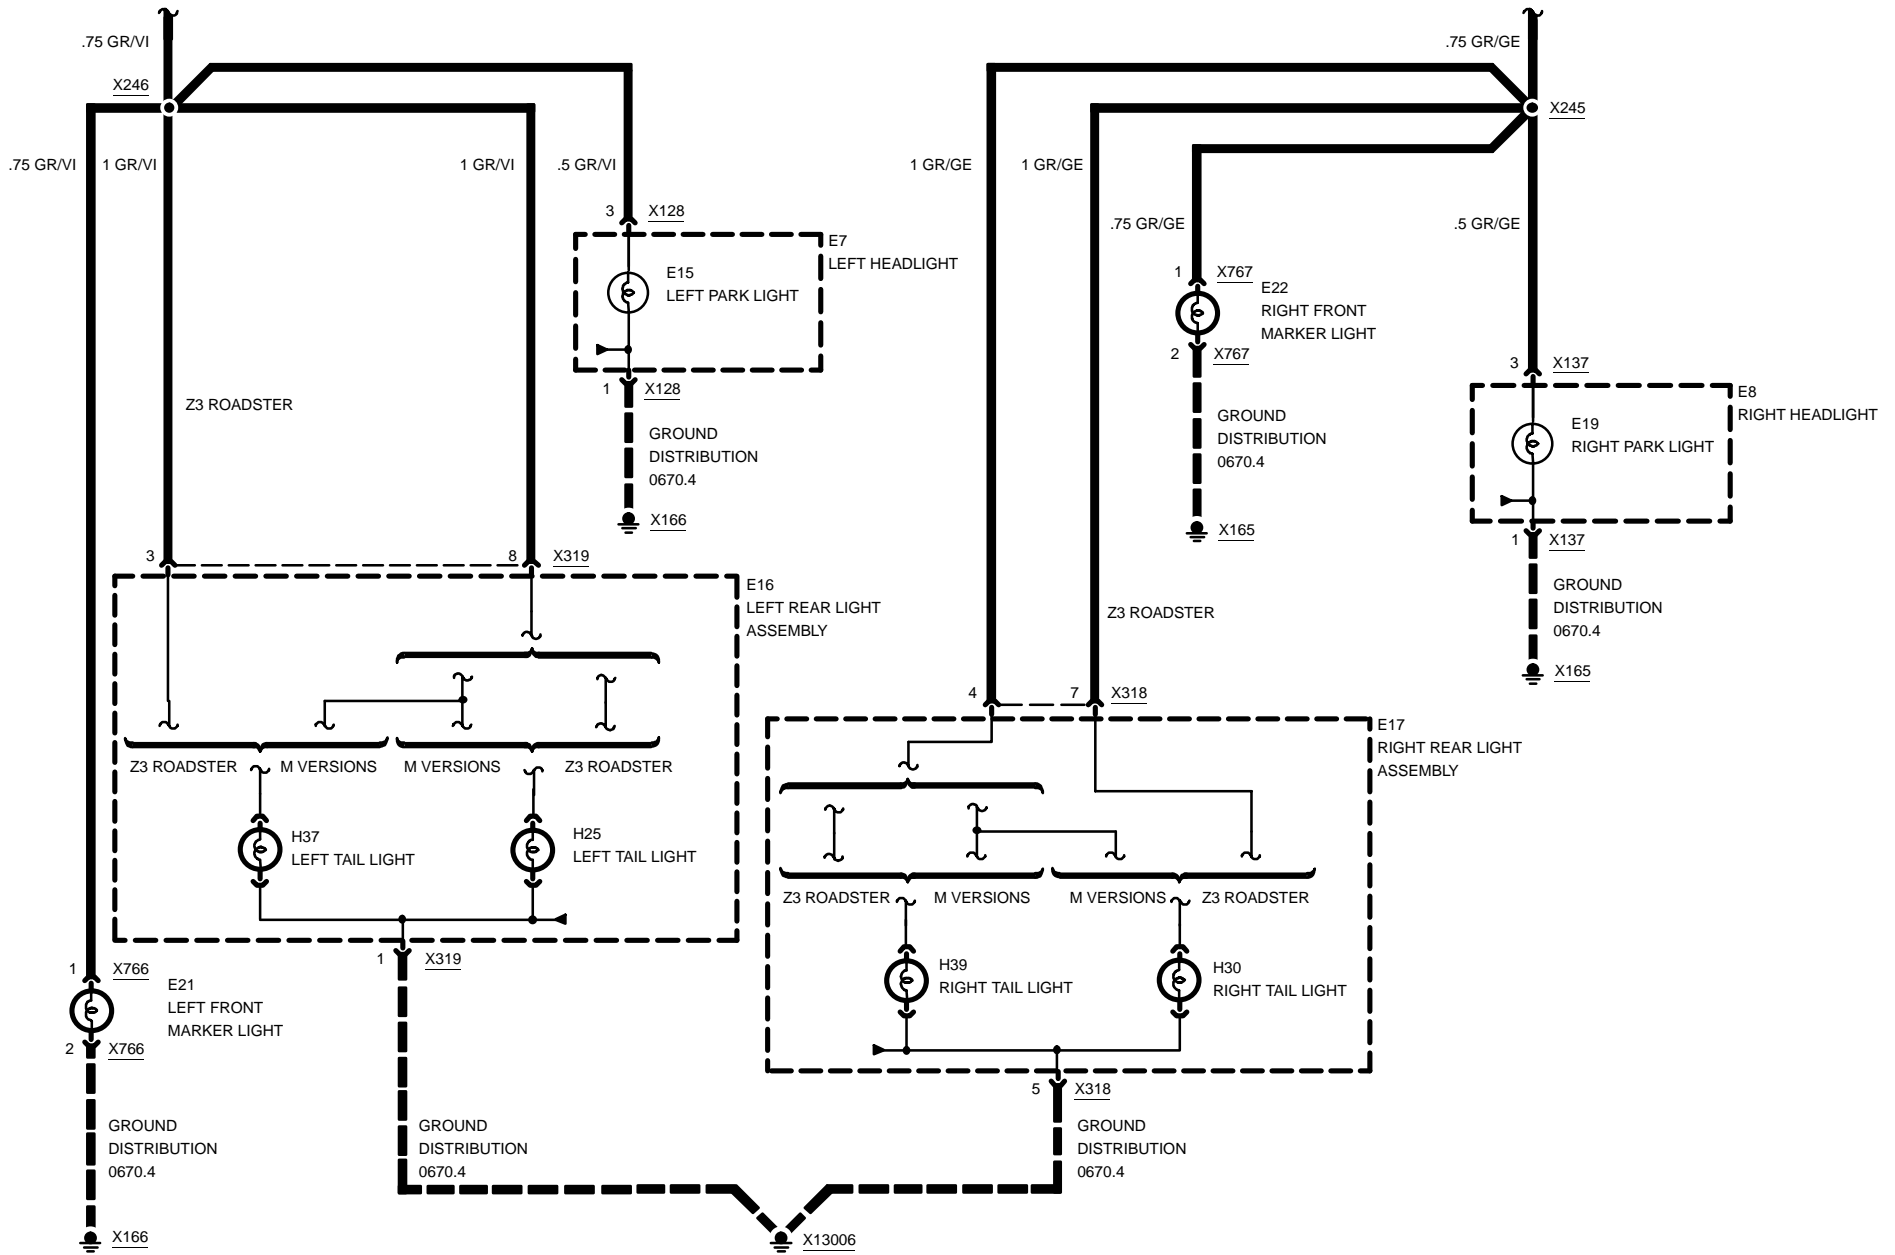 .75 GR/VI
.75 GR/GE
X246
X245
.75 GR/VI
1 GR/VI
1 GR/VI
.5 GR/VI
1 GR/GE
1 GR/GE
3
X128
.75 GR/GE
.5 GR/GE
E7
LEFT HEADLIGHT
E15
LEFT PARK LIGHT
1
X767
E22
RIGHT FRONT
MARKER LIGHT
2
X767
3
X137
1
X128
E8
RIGHT HEADLIGHT
Z3 ROADSTER
GROUND
DISTRIBUTION
0670.4
GROUND
DISTRIBUTION
0670.4
E19
RIGHT PARK LIGHT
X166
X165
1
X137
3
8
X319
E16
LEFT REAR LIGHT
ASSEMBLY
Z3 ROADSTER
GROUND
DISTRIBUTION
0670.4
X165
4
7
X318
E17
RIGHT REAR LIGHT
ASSEMBLY
Z3 ROADSTER
M VERSIONS
M VERSIONS
Z3 ROADSTER
H37
LEFT TAIL LIGHT
H25
LEFT TAIL LIGHT
Z3 ROADSTER
M VERSIONS
M VERSIONS
Z3 ROADSTER
1
X319
H39
RIGHT TAIL LIGHT
H30
RIGHT TAIL LIGHT
1
X766
E21
LEFT FRONT
MARKER LIGHT
2
X766
5
X318
GROUND
DISTRIBUTION
0670.4
GROUND
DISTRIBUTION
0670.4
GROUND
DISTRIBUTION
0670.4
X166
X13006